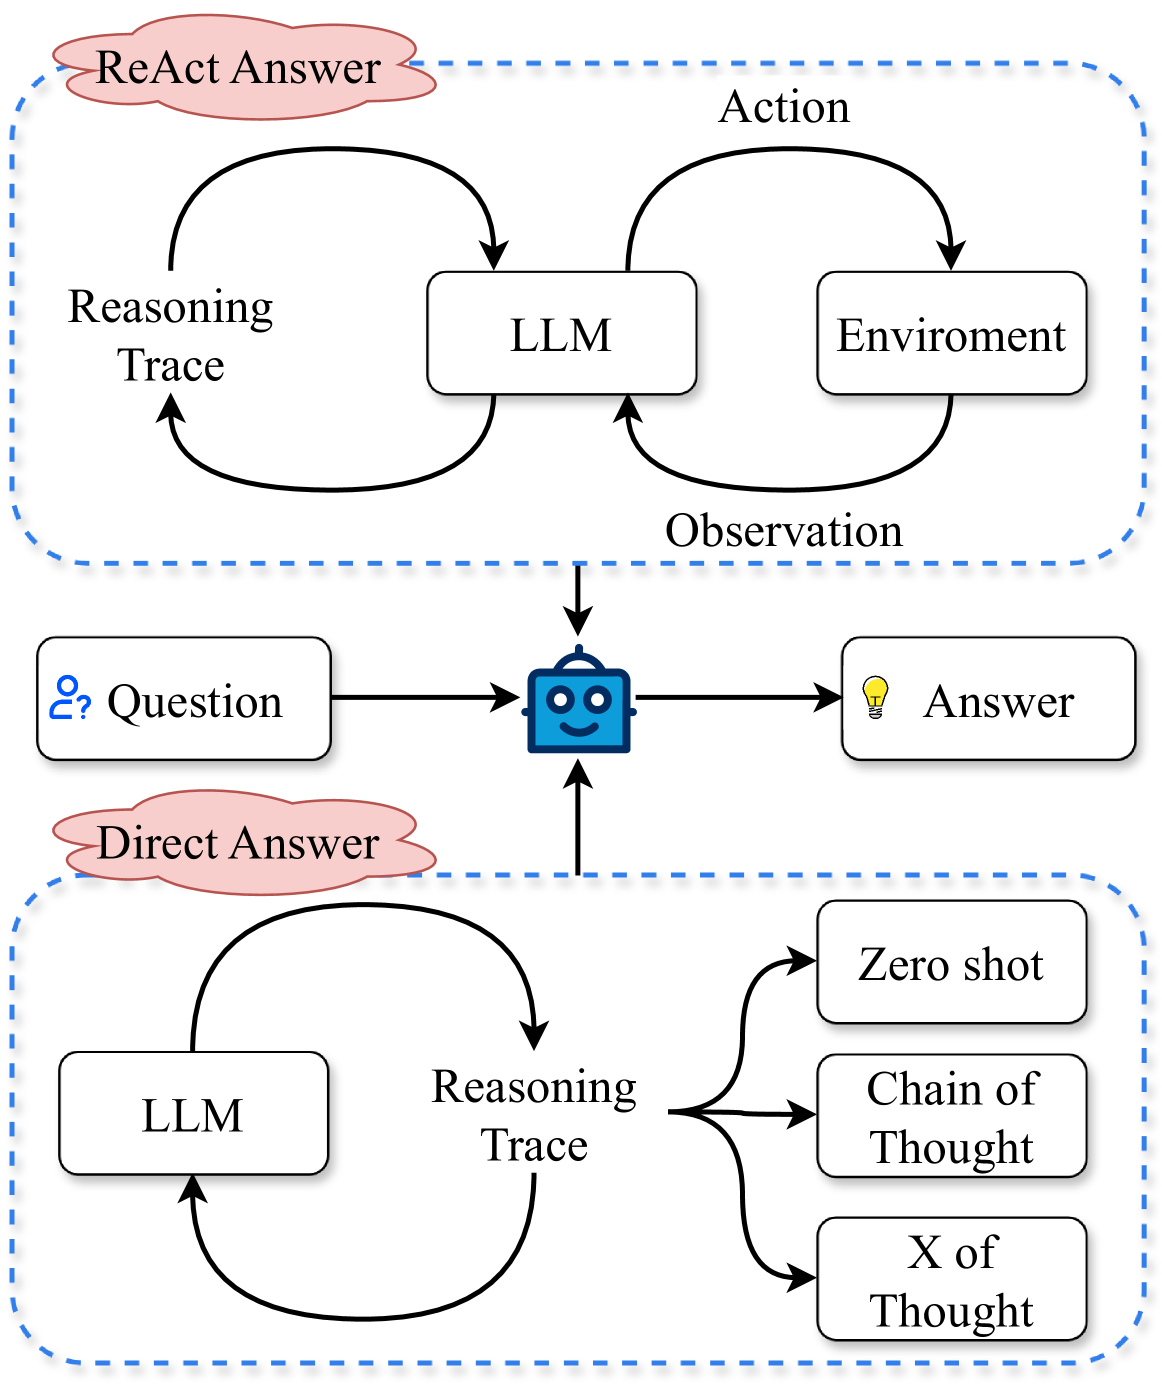 ReAct Answer
Action
Reasoning
Trace
LLM
Enviroment
Observation
Question
Answer
Direct Answer
LLM
Reasoning
Trace
Zero shot
Chain of
Thought
X of
Thought